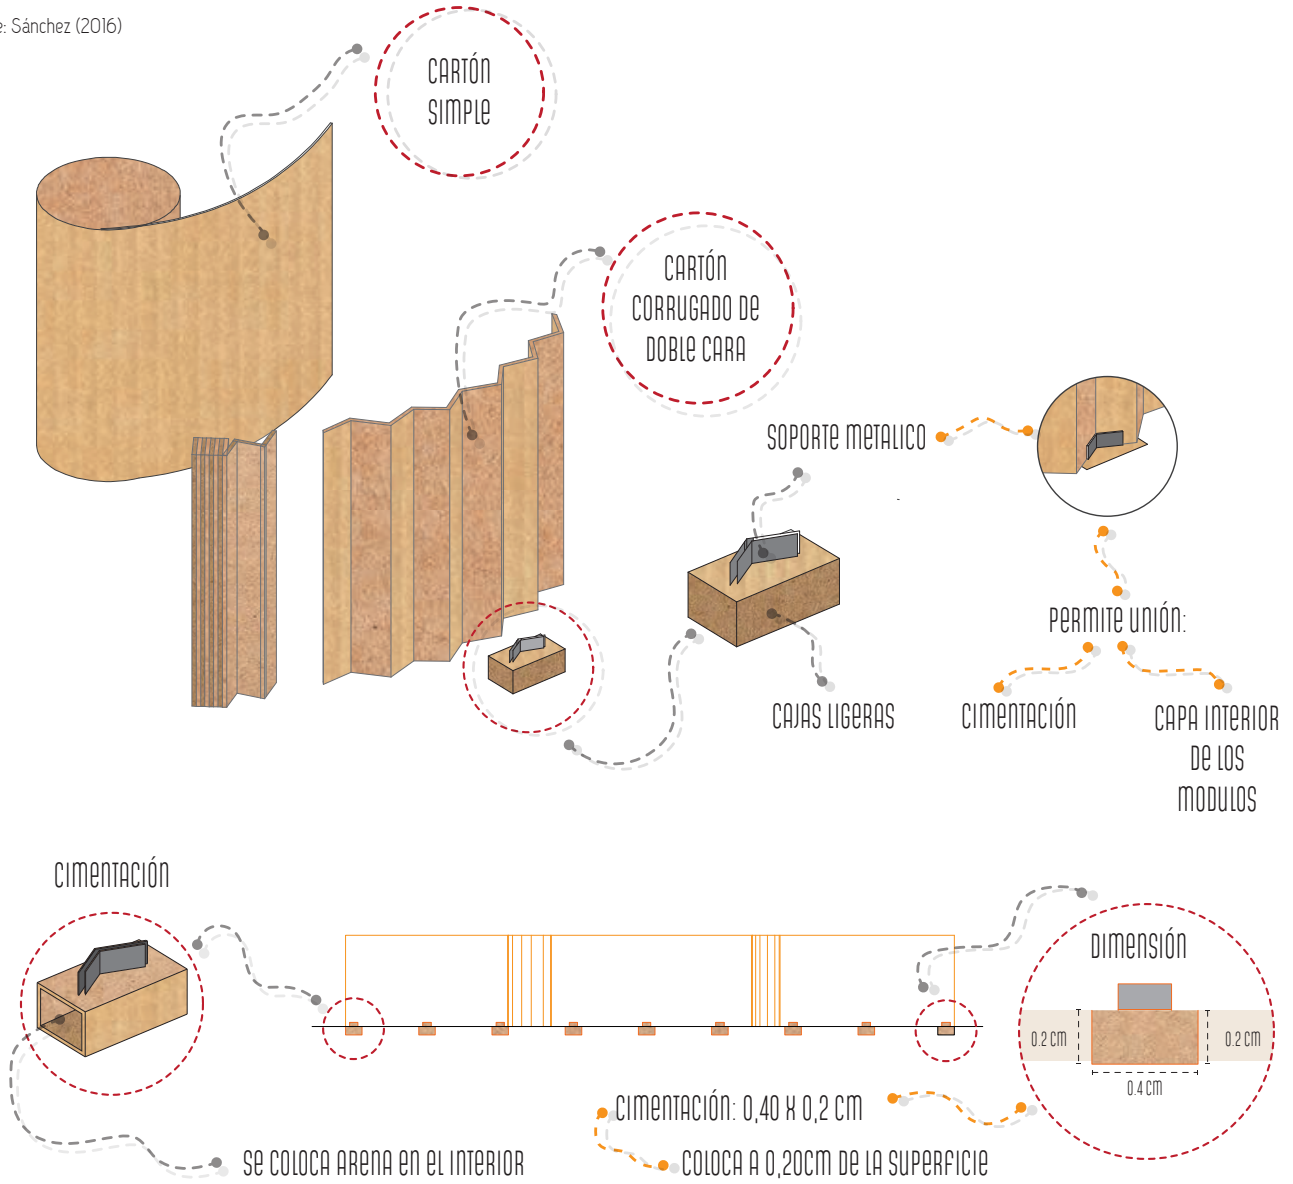 e: Sánchez (2016)
CARTÓN
SIMPLE
CARTÓN
CORRUGADO DE
DOBLE CARA
SOPORTE METALICO
PERMITE UNIÓN:
CAJAS LIGERAS
CIMENTACIÓN
CAPA INTERIOR
DE LOS
MODULOS
CIMENTACIÓN
DIMENSIÓN
0.2 CM
0.2 CM
0.4 CM
CIMENTACIÓN: 0,40 X 0,2 CM
SE COLOCA ARENA EN EL INTERIOR
COLOCA A 0,20CM DE LA SUPERFICIE